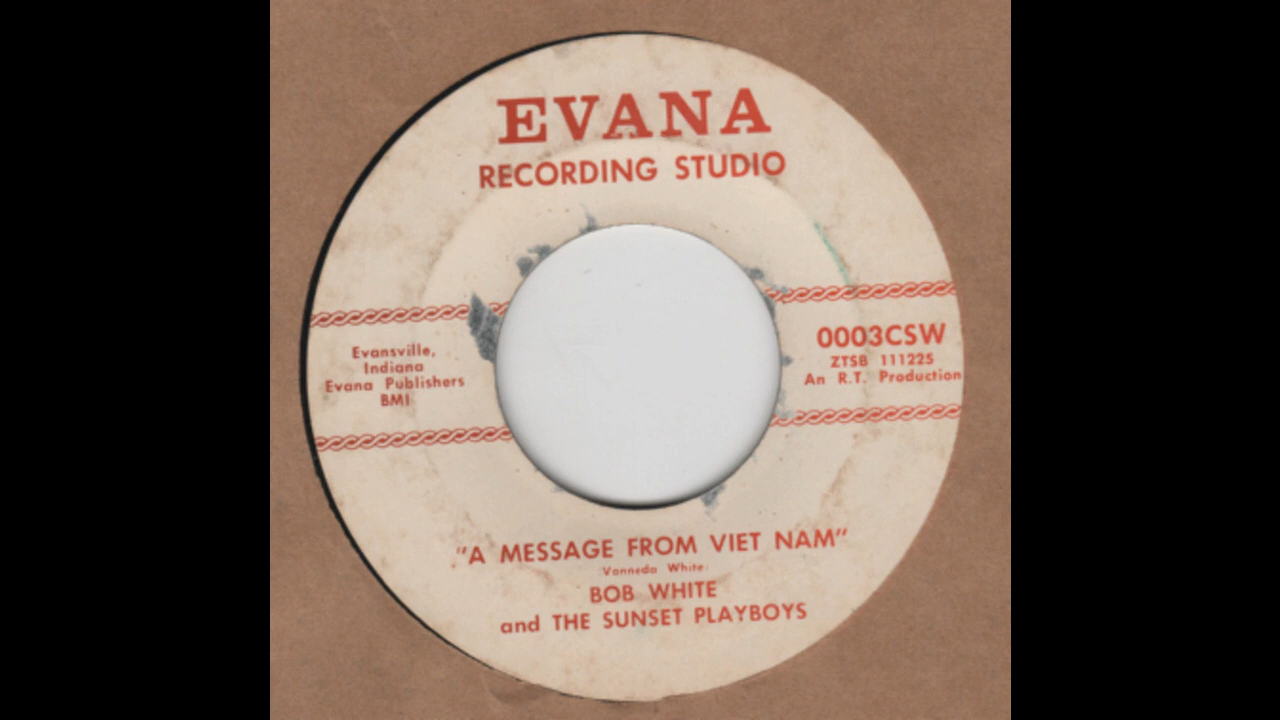 EVANA
RECORDING STUDIO
Evansville,
Indiana
Evana Publishers
BMI
0003CSW
ZTSB 111225
An R.T. Production
"A MESSAGE FROM VIET NAM"
Vanneda White
BOB WHITE
and THE SUNSET PLAYBOYS